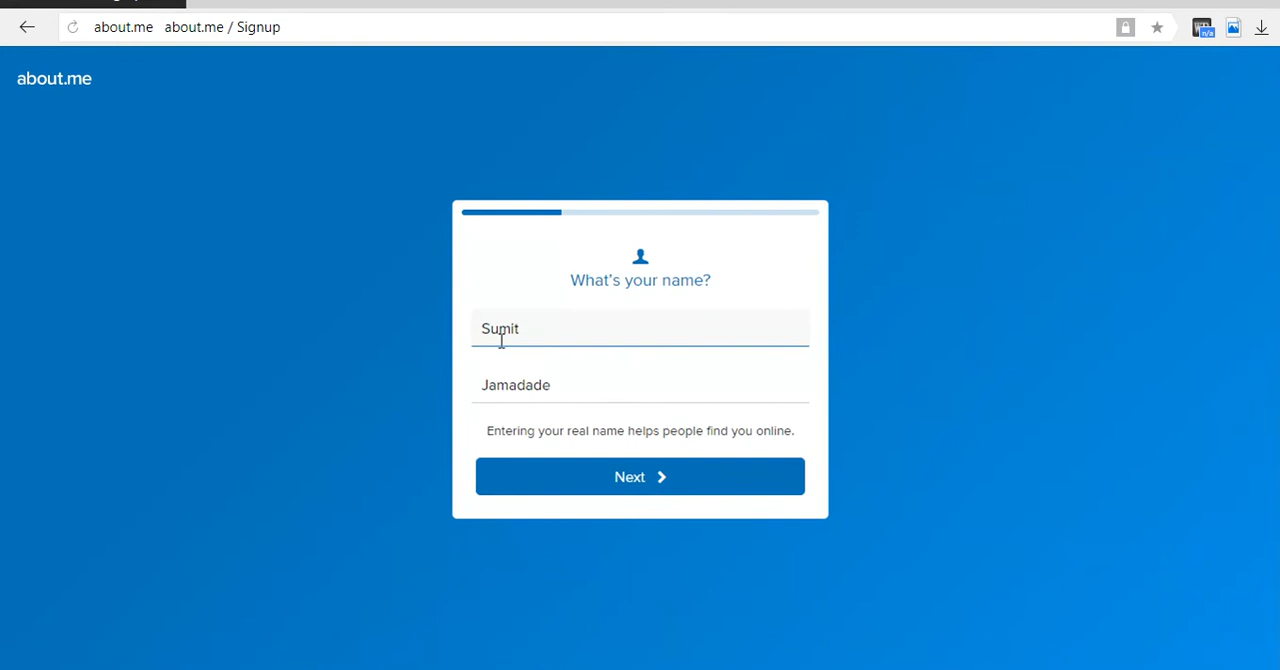 about.me about.me / Signup
n/a
about.me
What's your name?
Sumit
Jamadade
Entering your real name helps people find you online.
Next